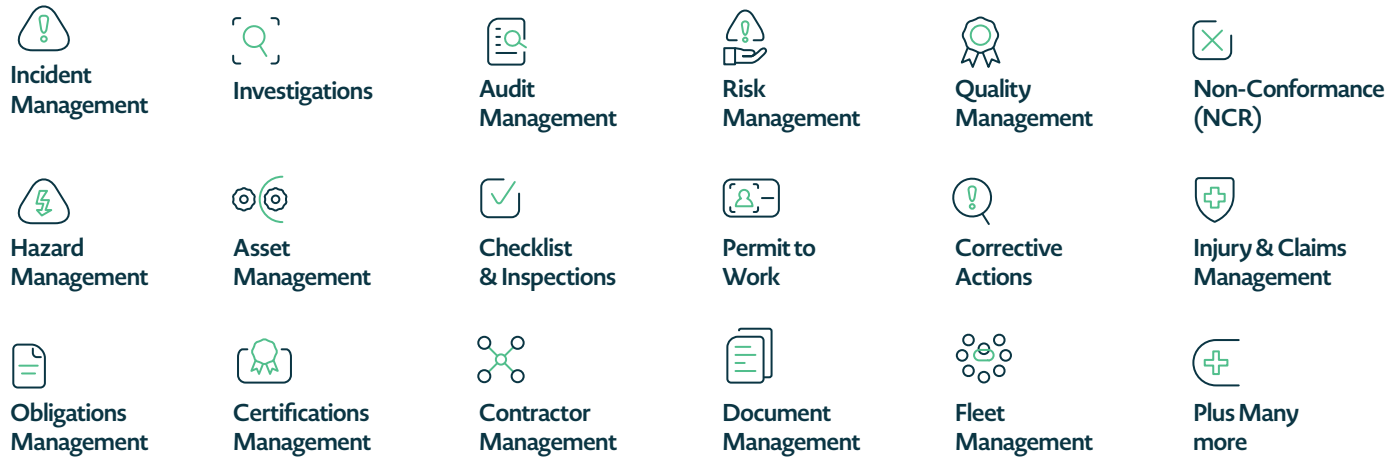 Incident
Management
Investigations
Audit
Management
Risk
Management
Quality
Management
Non-Conformance
(NCR)
Hazard
Management
Asset
Management
Checklist
& Inspections
Permit to
Work
Corrective
Actions
Injury & Claims
Management
Obligations
Management
Certifications
Management
Contractor
Management
Document
Management
Fleet
Management
Plus Many
more